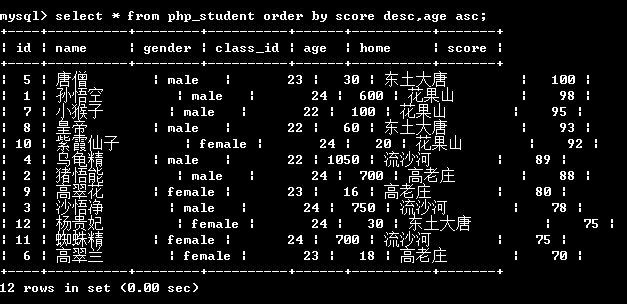 mysql> select * from php_student order by score desc,age asc;
+----+----------+--------+----------+------+----------+-------+
| id | name | gender | class_id | age | home | score |
+----+----------+--------+----------+------+----------+-------+
| 5 | 唐僧 | male | 23 | 30 | 东土大唐 | 100 |
| 1 | 孙悟空 | male | 24 | 600 | 花果山 | 98 |
| 7 | 小猴子 | male | 22 | 100 | 花果山 | 95 |
| 8 | 皇帝 | male | 22 | 60 | 东土大唐 | 93 |
| 10 | 紫霞仙子 | female | 24 | 20 | 花果山 | 92 |
| 4 | 乌龟精 | male | 22 | 1050 | 流沙河 | 89 |
| 2 | 猪悟能 | male | 24 | 700 | 高老庄 | 88 |
| 9 | 高翠花 | female | 23 | 16 | 高老庄 | 80 |
| 3 | 沙悟净 | male | 24 | 750 | 流沙河 | 78 |
| 12 | 杨贵妃 | female | 24 | 30 | 东土大唐 | 75 |
| 11 | 蜘蛛精 | female | 24 | 700 | 流沙河 | 75 |
| 6 | 高翠兰 | female | 23 | 18 | 高老庄 | 70 |
+----+----------+--------+----------+------+----------+-------+
12 rows in set (0.00 sec)